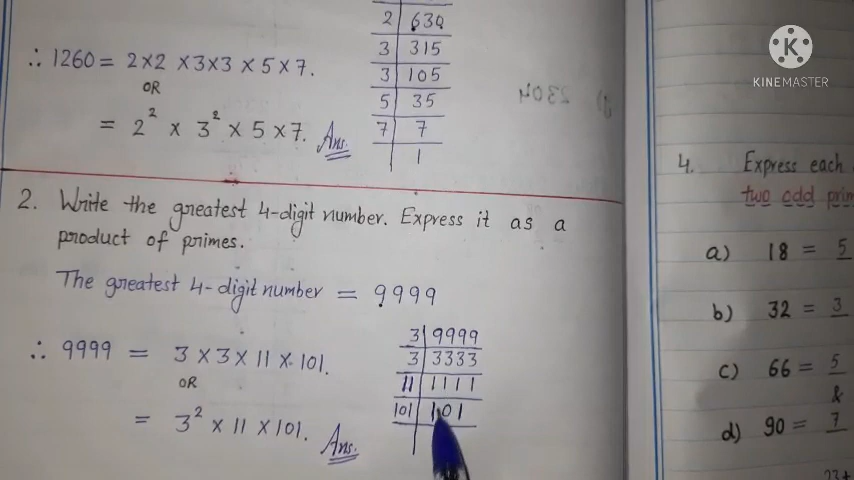 2 | 630
3 | 315
∴ 1260 = 2×2 ×3×3 × 5×7.
3 | 105
OR
5 | 35
= 2² × 3² × 5 ×7. Ans.
7 | 7
1
KINEMASTER
2. Write the greatest 4-digit number. Express it as a
product of primes.
The greatest 4-digit number = 9999
3 | 9999
∴ 9999 = 3 ×3× 11 × 101.
3 | 3333
OR
11 | 1111
= 3² × 11 × 101. Ans.
101 | 101
4. Express each
two odd prim
a) 18 = 5
b) 32 = 3
c) 66 = 5
&
d) 90 = 7
23+